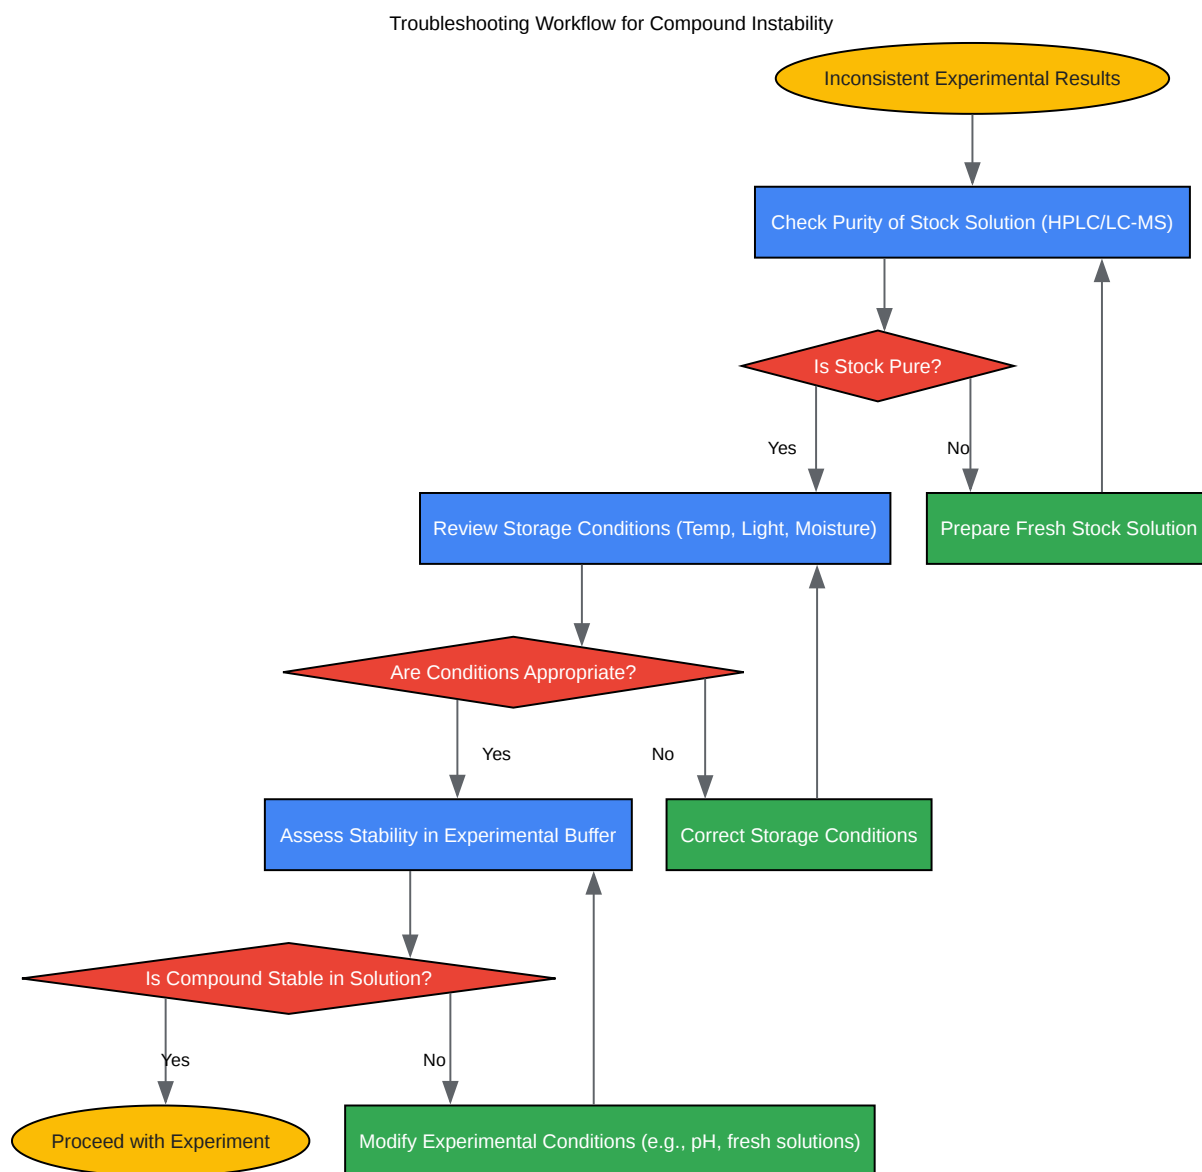 Troubleshooting Workflow for Compound Instability
Inconsistent Experimental Results
Check Purity of Stock Solution (HPLC/LC-MS)
Is Stock Pure?
Yes
No
Review Storage Conditions (Temp, Light, Moisture)
Prepare Fresh Stock Solution
Are Conditions Appropriate?
Yes
No
Assess Stability in Experimental Buffer
Correct Storage Conditions
Is Compound Stable in Solution?
Yes
No
Proceed with Experiment
Modify Experimental Conditions (e.g., pH, fresh solutions)